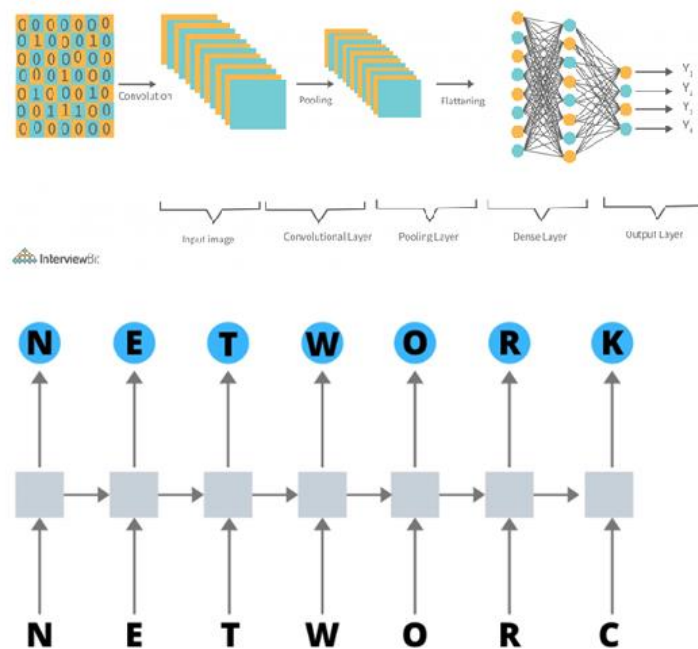 0 0 0 0 0 0 0
0 1 0 0 0 1 0
0 0 0 0 0 0 0
0 0 0 1 0 0 0
0 1 0 0 0 1 0
0 0 1 1 1 0 0
0 0 0 0 0 0 0
Convolution Pooling Flattening
Y
Y
Y
Y
Input image Convolutional Layer Pooling Layer Dense Layer Output Layer
InterviewBit
N E T W O R K
N E T W O R C